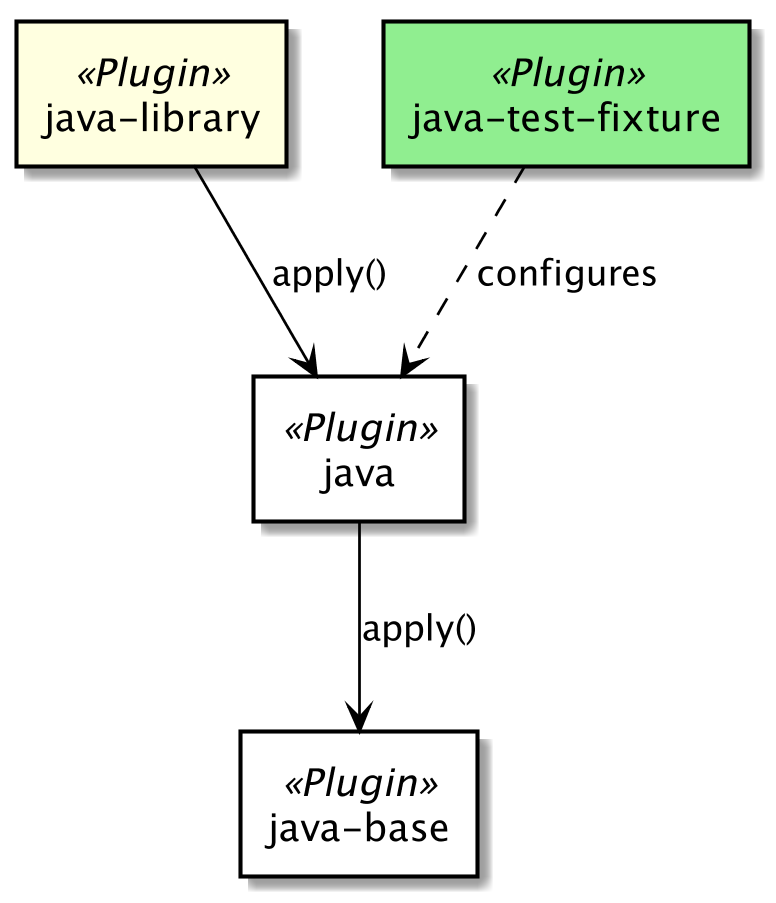 «Plugin»
java-library
«Plugin»
java-test-fixture
apply()
configures
«Plugin»
java
apply()
«Plugin»
java-base